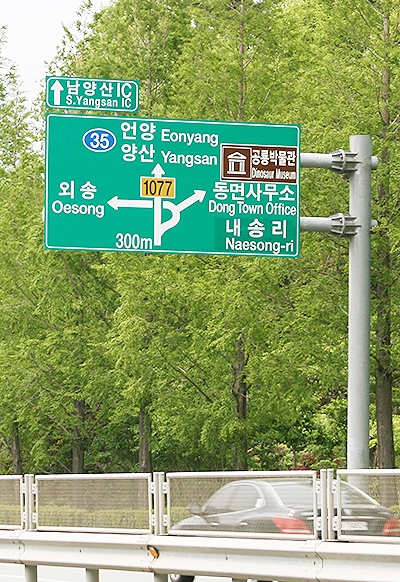 남양산IC
S.Yangsan IC
35
언양 Eonyang
양산 Yangsan
공룡박물관
Dinosaur Museum
외송
Oesong
1077
동면사무소
Dong Town Office
내송리
Naesong-ri
300m